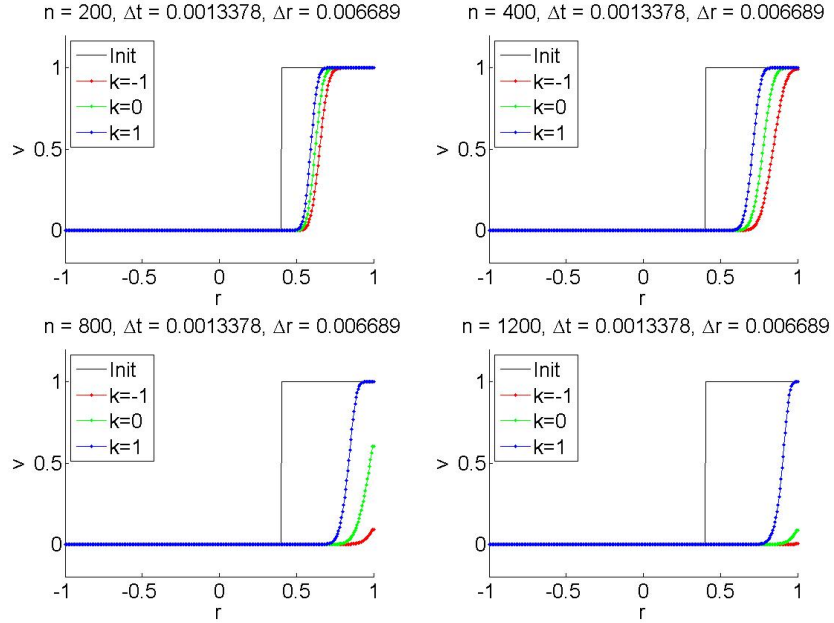 n = 200, Δt = 0.0013378, Δr = 0.006689
Init
k=-1
k=0
k=1
1
0.5
0
v
-1 -0.5 0 0.5 1
r
n = 400, Δt = 0.0013378, Δr = 0.006689
Init
k=-1
k=0
k=1
1
0.5
0
v
-1 -0.5 0 0.5 1
r
n = 800, Δt = 0.0013378, Δr = 0.006689
Init
k=-1
k=0
k=1
1
0.5
0
v
-1 -0.5 0 0.5 1
r
n = 1200, Δt = 0.0013378, Δr = 0.006689
Init
k=-1
k=0
k=1
1
0.5
0
v
-1 -0.5 0 0.5 1
r